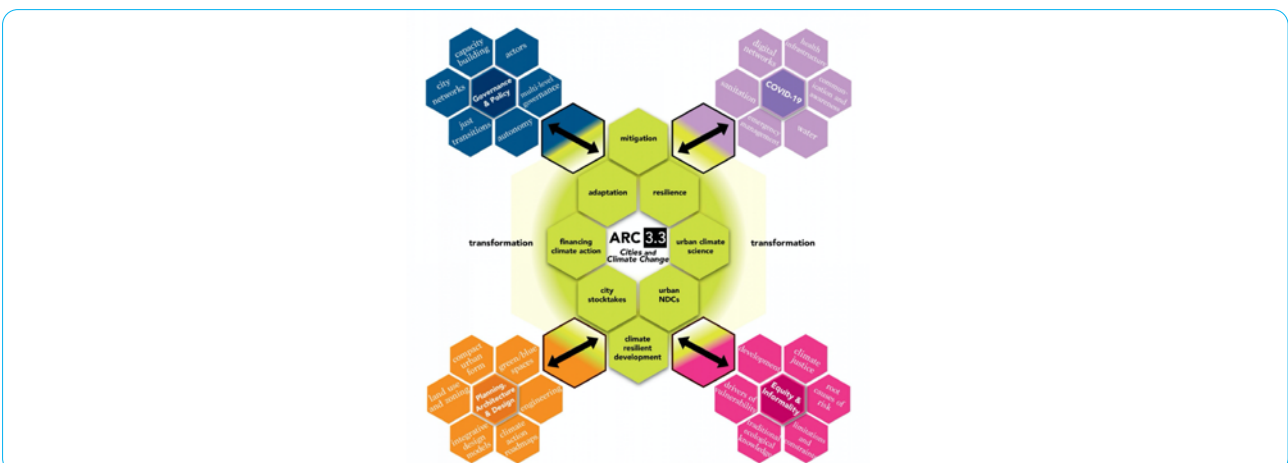 capacity
building
actors
city
networks
Governance
& Policy
multi-level
governance
just
transitions
autonomy
digital
networks
health
infrastructure
sanitation
COVID-19
and
awareness
emergency
management
water
mitigation
adaptation
resilience
transformation
financing
climate action
ARC 3.3
Cities and
Climate Change
urban climate
science
transformation
city
stocktakes
urban
NDCs
climate
resilient
development
compact
urban
form
green/blue
spaces
land use
and zoning
Planning,
Architecture
& Design
engineering
integrative
design
models
climate
action
roadmaps
development
climate
justice
drivers of
vulnerability
Equity &
Informality
root
causes of
risk
traditional
ecological
knowledge
limitations
and
constraints